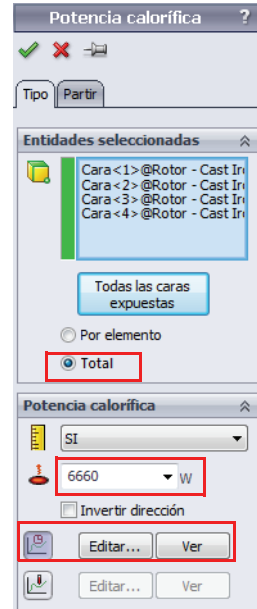 Potencia calorífica ?
Tipo Partir
Entidades seleccionadas
Cara<1>@Rotor - Cast Ir
Cara<2>@Rotor - Cast Ir
Cara<3>@Rotor - Cast Ir
Cara<4>@Rotor - Cast Ir
Todas las caras
expuestas
Por elemento
Total
Potencia calorífica
SI
6660 W
Invertir dirección
Editar... Ver
Editar... Ver